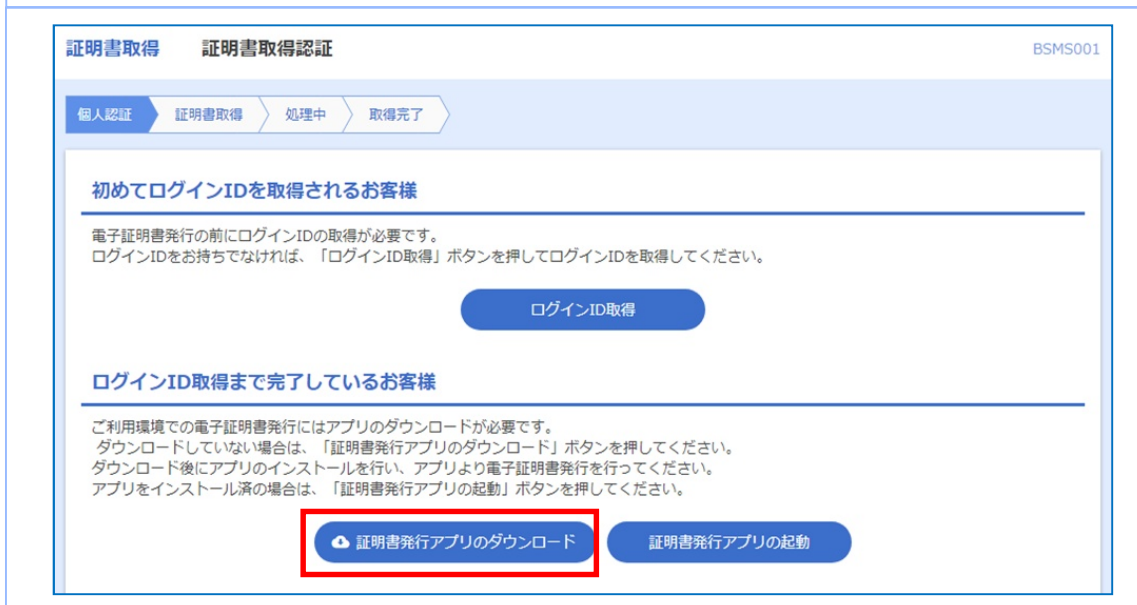 証明書取得 証明書取得認証 BSMS001
個人認証 証明書取得 処理中 取得完了
初めてログインIDを取得されるお客様
電子証明書発行の前にログインIDの取得が必要です。
ログインIDをお持ちでなければ、「ログインID取得」ボタンを押してログインIDを取得してください。
ログインID取得
ログインID取得まで完了しているお客様
ご利用環境での電子証明書発行にはアプリのダウンロードが必要です。
ダウンロードしていない場合は、「証明書発行アプリのダウンロード」ボタンを押してください。
ダウンロード後にアプリのインストールを行い、アプリより電子証明書発行を行ってください。
アプリをインストール済の場合は、「証明書発行アプリの起動」ボタンを押してください。
証明書発行アプリのダウンロード 証明書発行アプリの起動